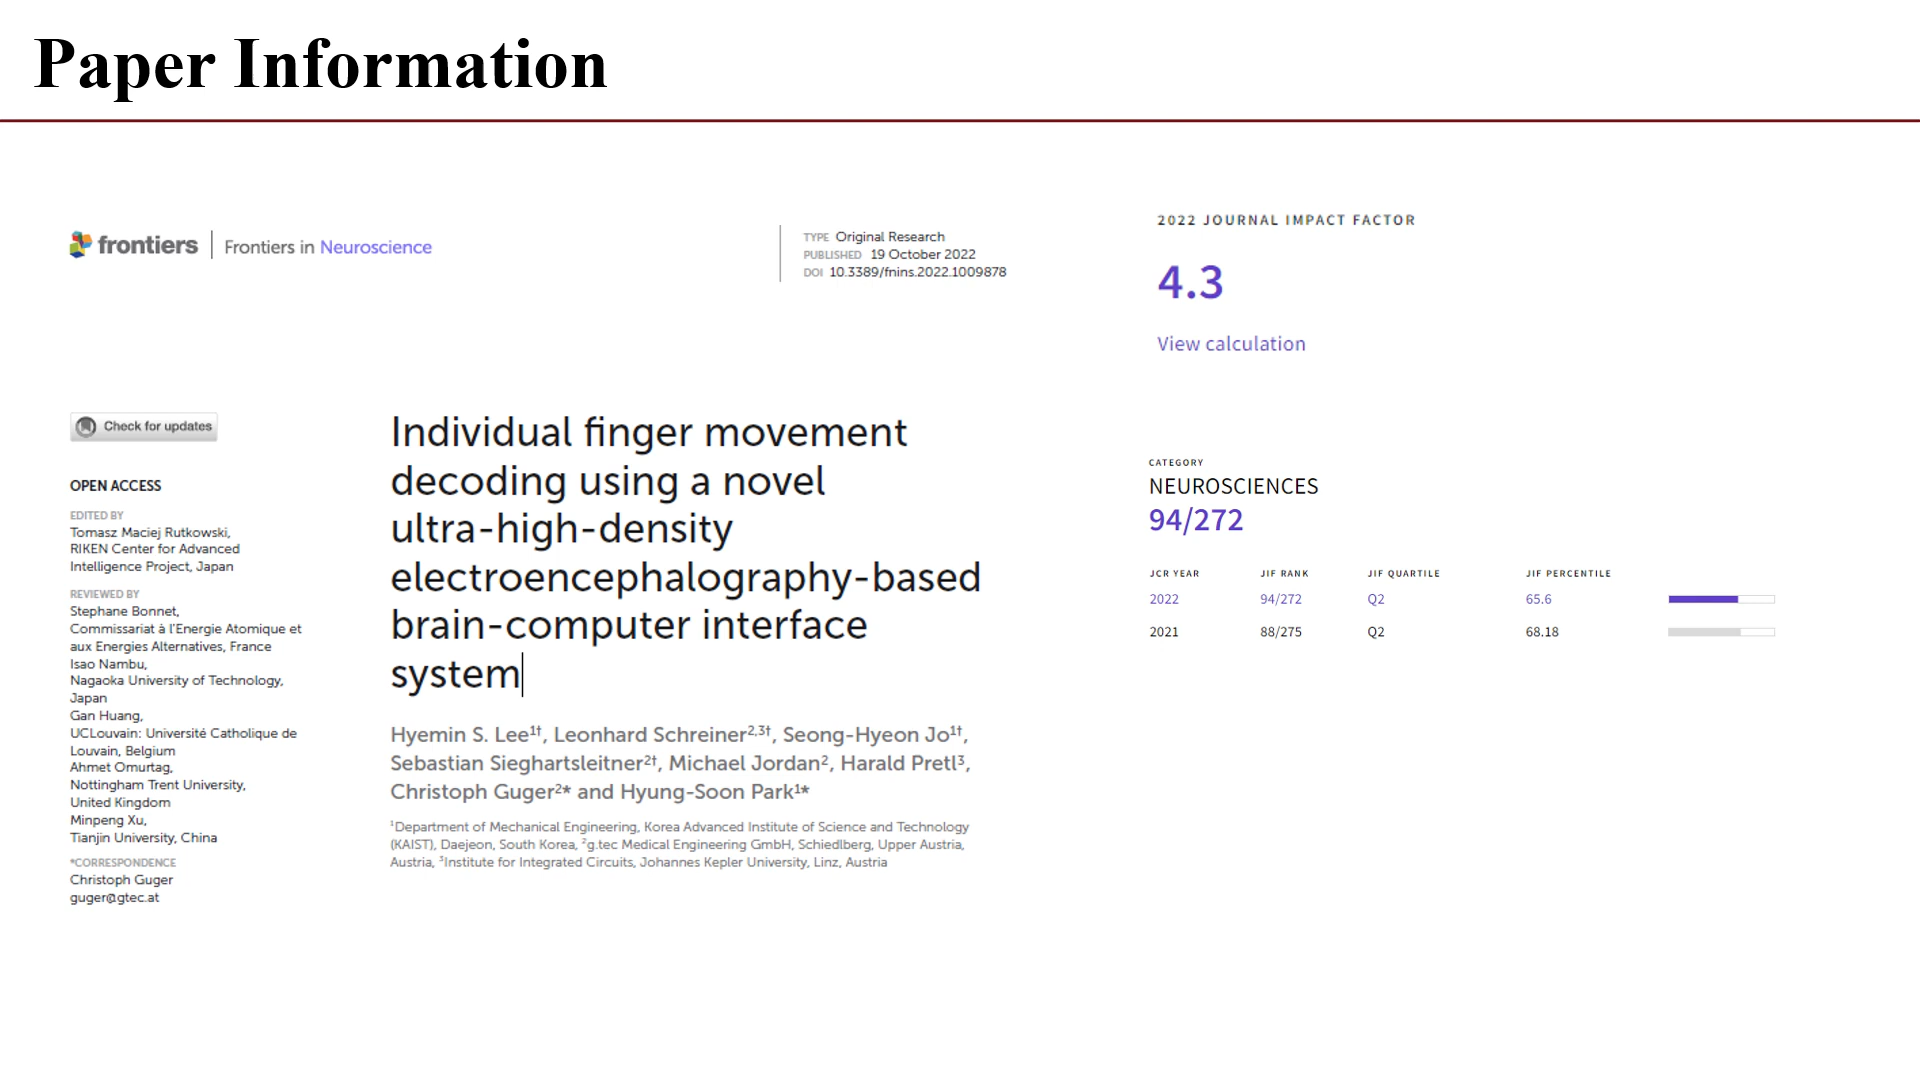 Paper Information
frontiers | Frontiers in Neuroscience
TYPE Original Research
PUBLISHED 19 October 2022
DOI 10.3389/fnins.2022.1009878
Check for updates
OPEN ACCESS
EDITED BY
Tomasz Maciej Rutkowski,
RIKEN Center for Advanced
Intelligence Project, Japan
REVIEWED BY
Stephane Bonnet,
Commissariat à l'Energie Atomique et
aux Energies Alternatives, France
Isao Nambu,
Nagaoka University of Technology,
Japan
Gan Huang,
UCLouvain: Université Catholique de
Louvain, Belgium
Ahmet Omurtag,
Nottingham Trent University,
United Kingdom
Minpeng Xu,
Tianjin University, China
*CORRESPONDENCE
Christoph Guger
guger@gtec.at
Individual finger movement
decoding using a novel
ultra-high-density
electroencephalography-based
brain-computer interface
system
Hyemin S. Lee¹†, Leonhard Schreiner²,³†, Seong-Hyeon Jo¹†,
Sebastian Sieghartsleitner²†, Michael Jordan², Harald Pretl³,
Christoph Guger²* and Hyung-Soon Park¹*
¹Department of Mechanical Engineering, Korea Advanced Institute of Science and Technology
(KAIST), Daejeon, South Korea, ²g.tec Medical Engineering GmbH, Schiedlberg, Upper Austria,
Austria, ³Institute for Integrated Circuits, Johannes Kepler University, Linz, Austria
2022 JOURNAL IMPACT FACTOR
4.3
View calculation
CATEGORY
NEUROSCIENCES
94/272
JCR YEAR JIF RANK JIF QUARTILE JIF PERCENTILE
2022 94/272 Q2 65.6
2021 88/275 Q2 68.18